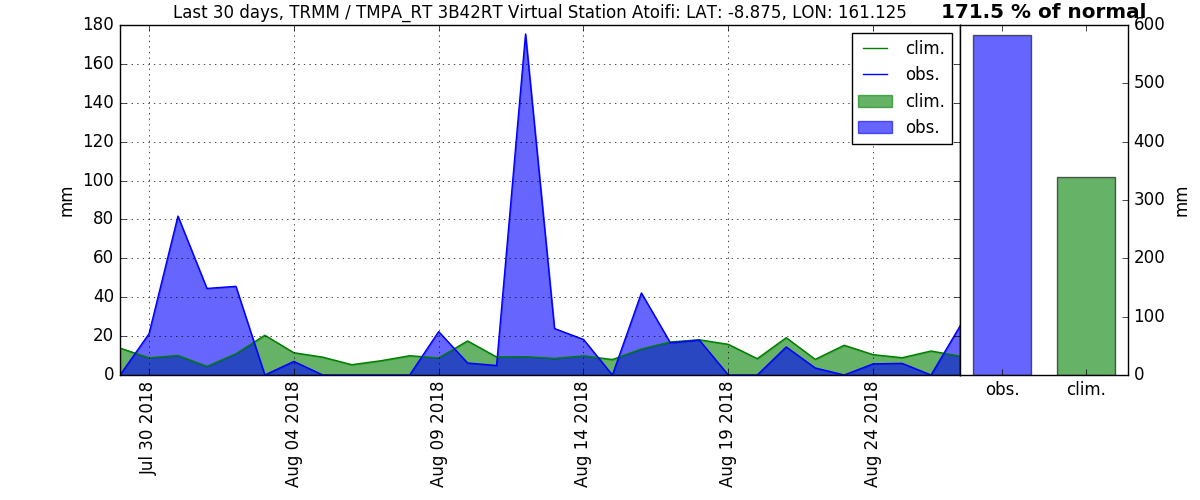 Last 30 days, TRMM / TMPA_RT 3B42RT Virtual Station Atoifi: LAT: -8.875, LON: 161.125
171.5 % of normal
180
160
140
120
100
80
60
40
20
0
mm
Jul 30 2018
Aug 04 2018
Aug 09 2018
Aug 14 2018
Aug 19 2018
Aug 24 2018
clim.
obs.
clim.
obs.
600
500
400
300
200
100
0
mm
obs.
clim.